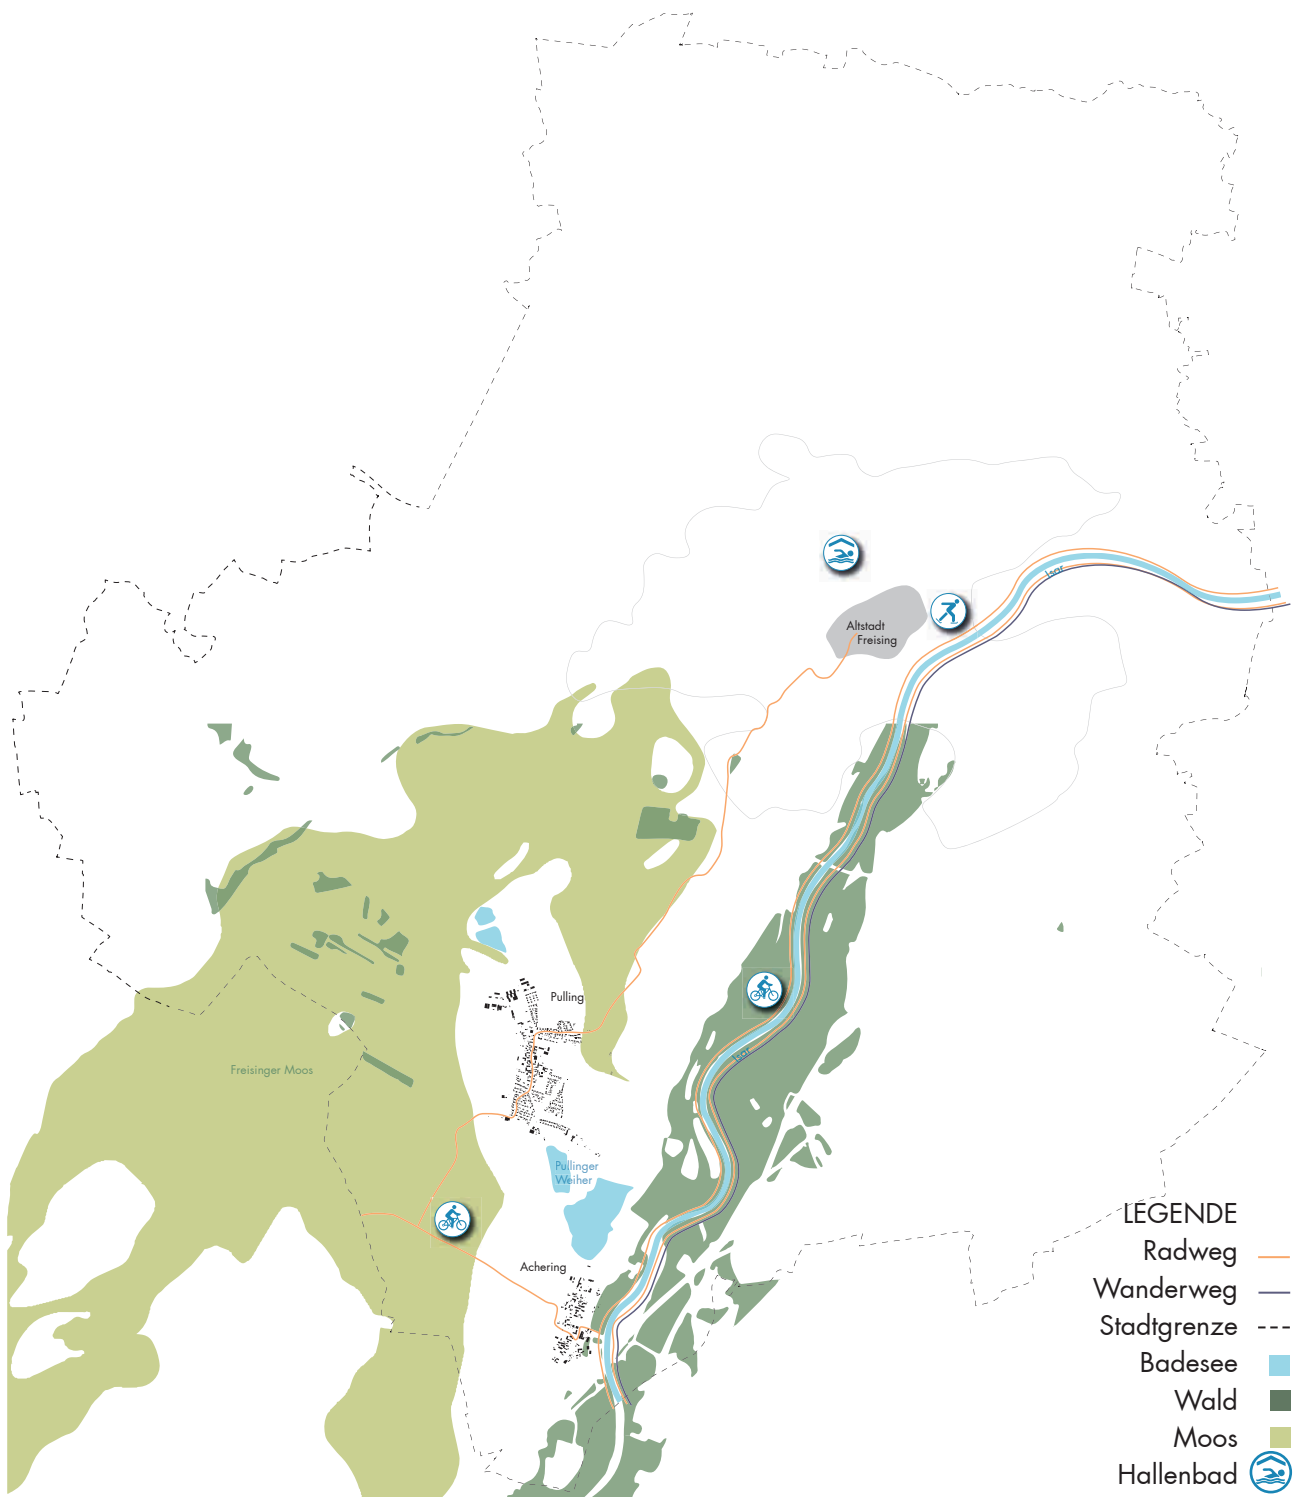 Isar
Altstadt
Freising
Pulling
Isar
Freisinger Moos
Pullinger
Weiher
Achering
LEGENDE
Radweg
Wanderweg
Stadtgrenze
Badesee
Wald
Moos
Hallenbad